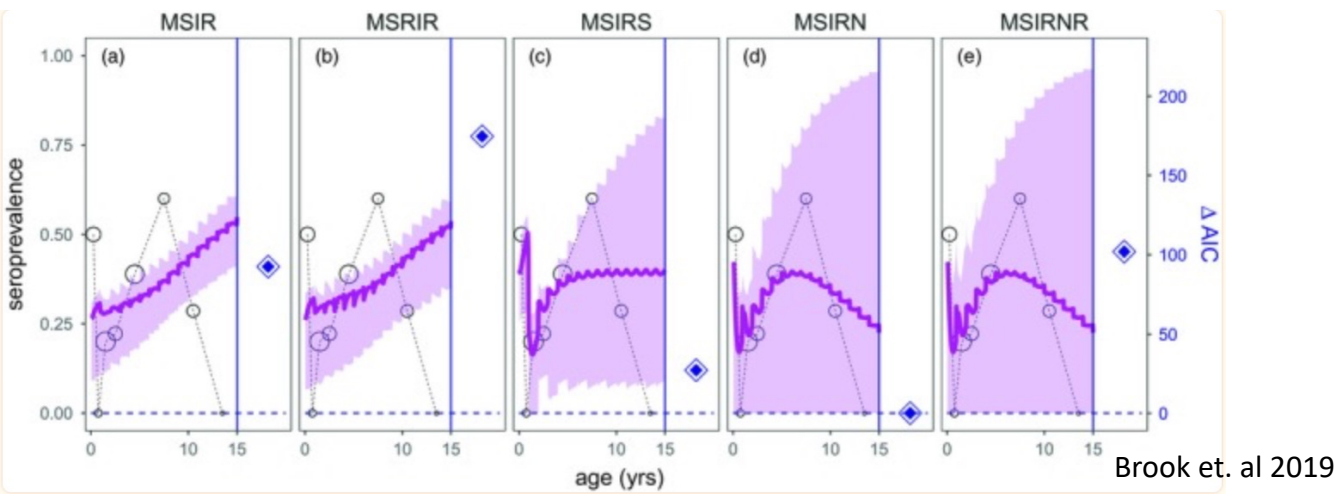 MSIR MSRIR MSIRS MSIRN MSIRNR
(a) (b) (c) (d) (e)
1.00
0.75
0.50
0.25
0.00
seroprevalence
200
150
100
50
0
Δ AIC
0 10 15 0 10 15 0 10 15 0 10 15 0 10 15
age (yrs)
Brook et. al 2019